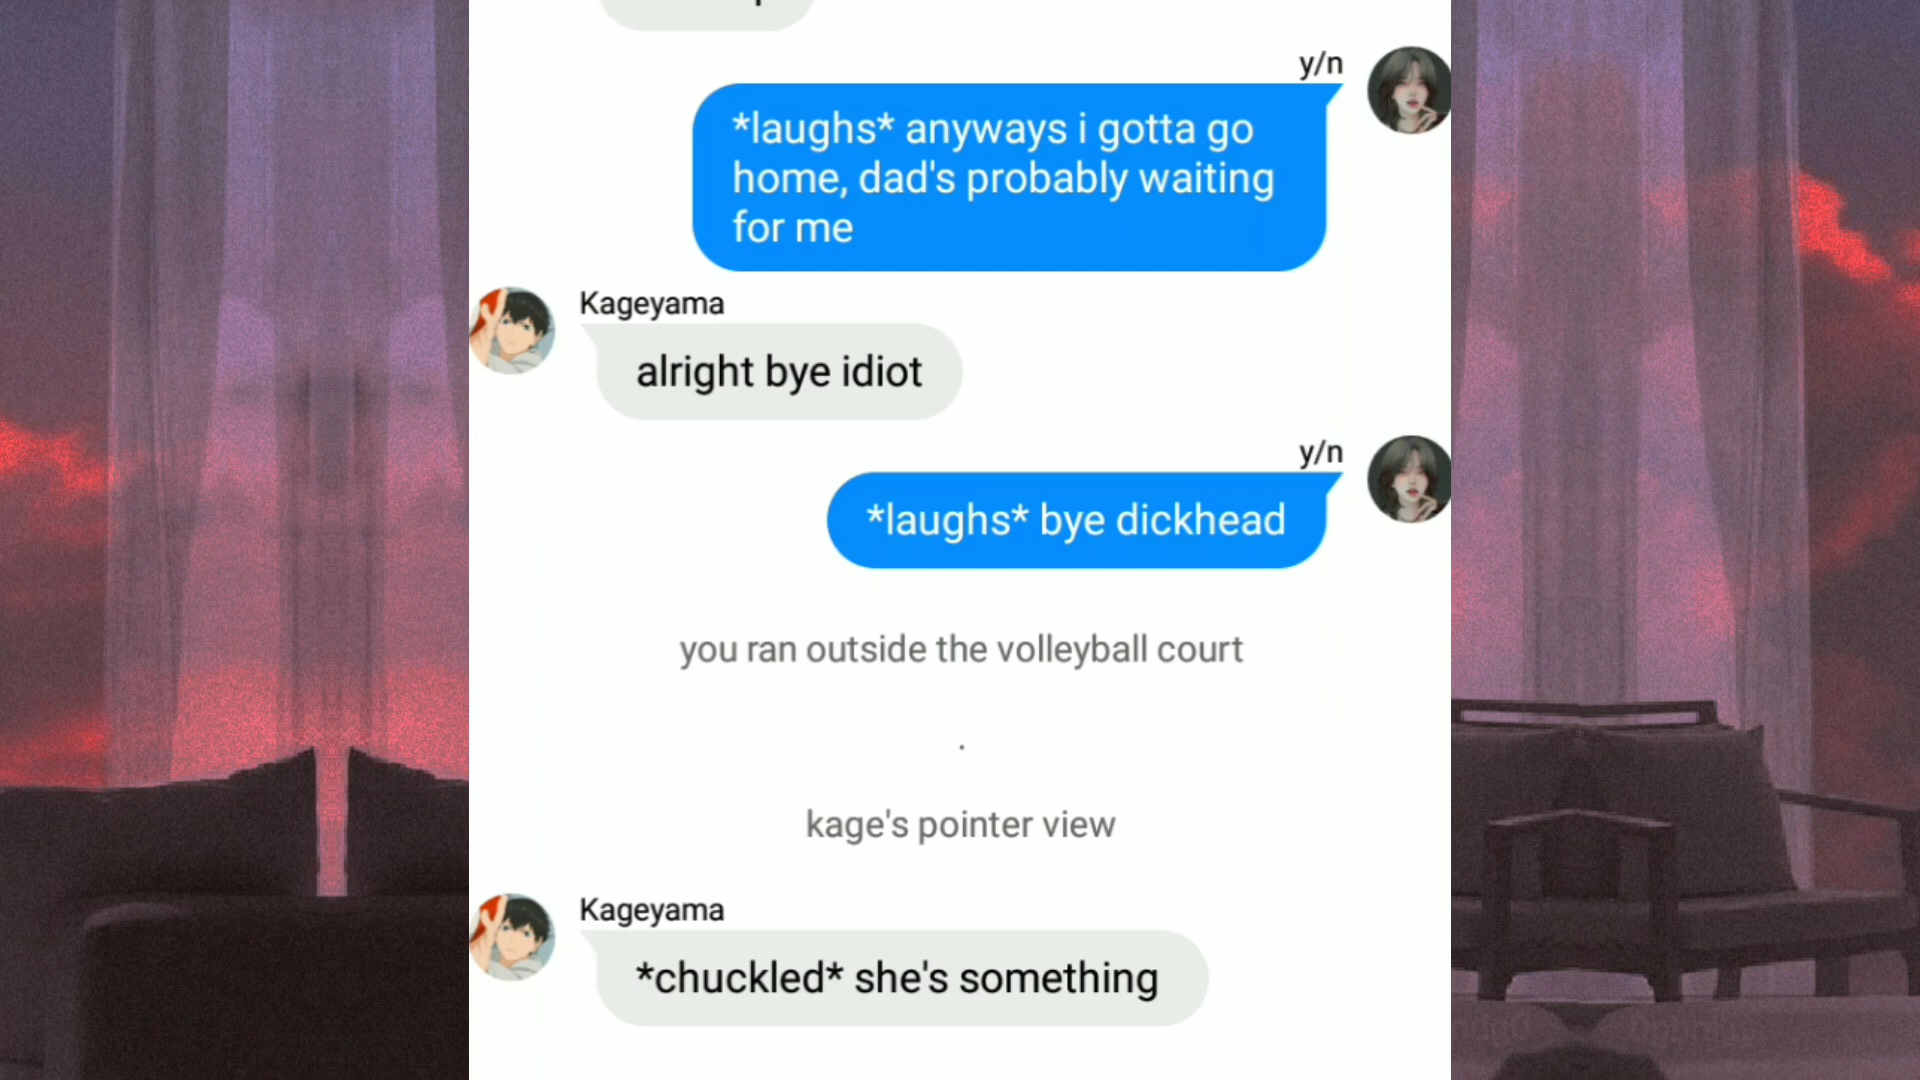 y/n
*laughs* anyways i gotta go
home, dad's probably waiting
for me
Kageyama
alright bye idiot
y/n
*laughs* bye dickhead
you ran outside the volleyball court
.
kage's pointer view
Kageyama
*chuckled* she's something